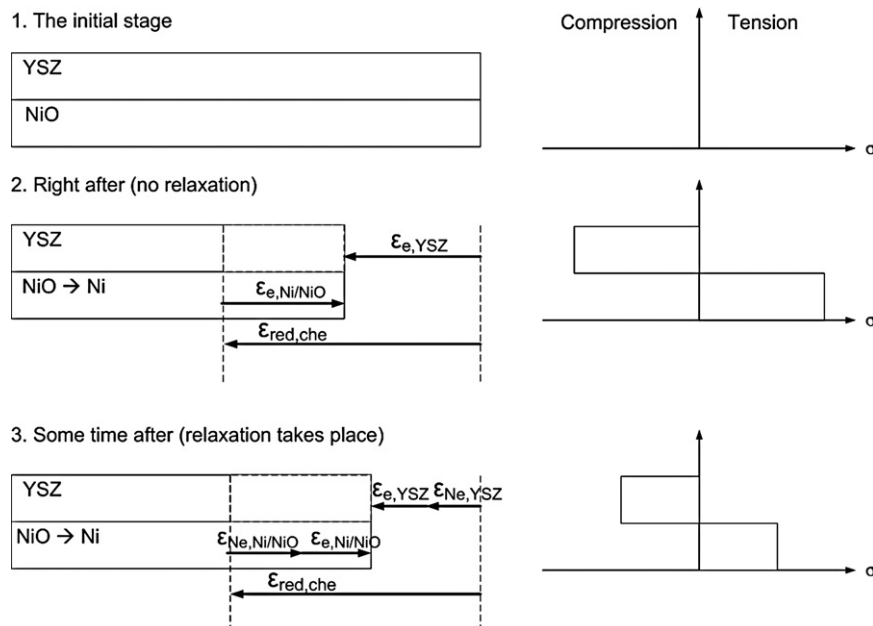 1. The initial stage
Compression Tension
YSZ
NiO
σ
2. Right after (no relaxation)
YSZ
εe,YSZ
NiO → Ni
εe,Ni/NiO
εred,che
σ
3. Some time after (relaxation takes place)
YSZ
εe,YSZ εNe,YSZ
NiO → Ni
εNe,Ni/NiO εe,Ni/NiO
εred,che
σ